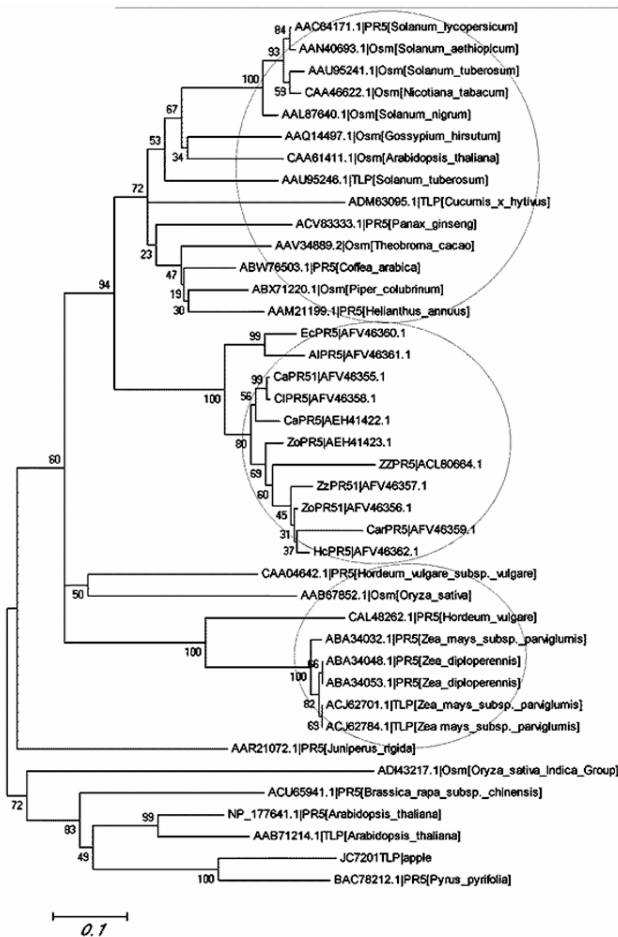 84 AAC64171.1|PR5[Solanum_lycopersicum]
93 AAN40693.1|Osm[Solanum_aethiopicum]
AAU95241.1|Osm[Solanum_tuberosum]
100 59 CAA46622.1|Osm[Nicotiana_tabacum]
67 AAL87640.1|Osm[Solanum_nigrum]
AAQ14497.1|Osm[Gossypium_hirsutum]
53 34 CAA61411.1|Osm[Arabidopsis_thaliana]
72 AAU95246.1|TLP[Solanum_tuberosum]
ADM63095.1|TLP[Cucumis_x_hytivus]
ACV83333.1|PR5[Panax_ginseng]
23 AAV34889.2|Osm[Theobroma_cacao]
47 ABW76503.1|PR5[Coffea_arabica]
94 19 ABX71220.1|Osm[Piper_colubrinum]
30 AAM21199.1|PR5[Helianthus_annuus]
99 EcPR5|AFV46360.1
AlPR5|AFV46361.1
99 CaPR51|AFV46355.1
100 56 ClPR5|AFV46358.1
CaPR5|AEH41422.1
80 ZoPR5|AEH41423.1
60 69 ZZPR5|ACL80664.1
60 ZzPR51|AFV46357.1
45 ZoPR51|AFV46356.1
31 CarPR5|AFV46359.1
37 HcPR5|AFV46362.1
CAA04642.1|PR5[Hordeum_vulgare_subsp._vulgare]
50 AAB67852.1|Osm[Oryza_sativa]
CAL48262.1|PR5[Hordeum_vulgare]
100 ABA34032.1|PR5[Zea_mays_subsp._parviglumis]
66 ABA34048.1|PR5[Zea_diploperennis]
100 ABA34053.1|PR5[Zea_diploperennis]
82 ACJ62701.1|TLP[Zea_mays_subsp._parviglumis]
69 ACJ62784.1|TLP[Zea_mays_subsp._parviglumis]
AAR21072.1|PR5[Juniperus_rigida]
ADI43217.1|Osm[Oryza_sativa_Indica_Group]
72 ACU65941.1|PR5[Brassica_rapa_subsp._chinensis]
83 99 NP_177641.1|PR5[Arabidopsis_thaliana]
AAB71214.1|TLP[Arabidopsis_thaliana]
49 JC7201TLP|apple
100 BAC78212.1|PR5[Pyrus_pyrifolia]
0.1